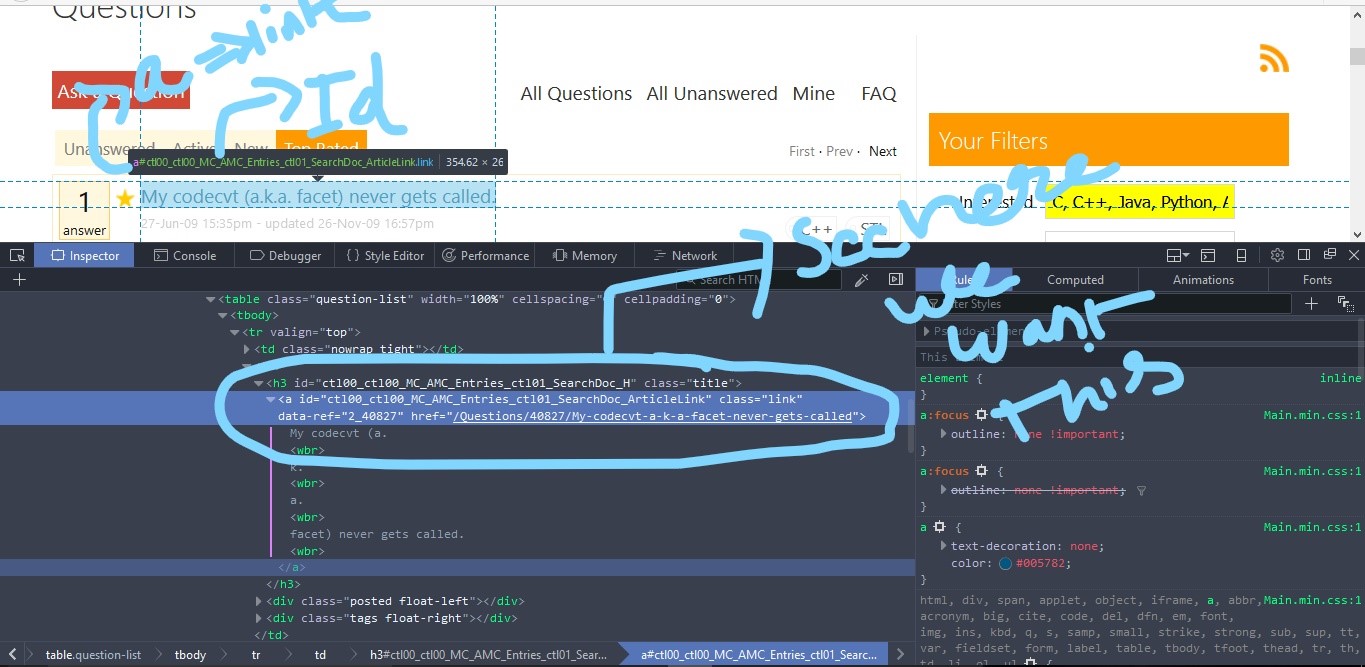 Questions
a => link
-> Id
Ask a Question
All Questions All Unanswered Mine FAQ
Your Filters
Unanswered Active New Top Rated
First · Prev · Next
a#ctl00_ctl00_MC_AMC_Entries_ctl01_SearchDoc_ArticleLink.link | 354.62 × 26
1
answer
My codecvt (a.k.a. facet) never gets called.
27-Jun-09 15:35pm - updated 26-Nov-09 16:57pm
C++ STL
Interested
C, C++, Java, Python, A
See here
we
want
this
Inspector Console Debugger { } Style Editor Performance Memory Network
Search HTM
Rules Computed Animations Fonts
Filter Styles
Pseudo-elements
This element
<table class="question-list" width="100%" cellspacing=" cellpadding="0">
<tbody>
<tr valign="top">
<td class="nowrap tight"></td>
<h3 id="ctl00_ctl00_MC_AMC_Entries_ctl01_SearchDoc_H" class="title">
<a id="ctl00_ctl00_MC_AMC_Entries_ctl01_SearchDoc_ArticleLink" class="link"
data-ref="2_40827" href="/Questions/40827/My-codecvt-a-k-a-facet-never-gets-called">
My codecvt (a.
<wbr>
k.
<wbr>
a.
<wbr>
facet) never gets called.
<wbr>
</a>
</h3>
<div class="posted float-left"></div>
<div class="tags float-right"></div>
</td>
element { inline
}
a:focus { Main.min.css:1
outline: none !important;
}
a:focus { Main.min.css:1
outline: none !important;
}
a { Main.min.css:1
text-decoration: none;
color: #005782;
}
html, div, span, applet, object, iframe, a, abbr, Main.min.css:1
acronym, big, cite, code, del, dfn, em, font,
img, ins, kbd, q, s, samp, small, strike, strong, sub, sup, tt,
var, fieldset, form, label, table, tbody, tfoot, thead, tr, th,
td, li, ol, ul {
table.question-list tbody tr td h3#ctl00_ctl00_MC_AMC_Entries_ctl01_Sear... a#ctl00_ctl00_MC_AMC_Entries_ctl01_Searc...